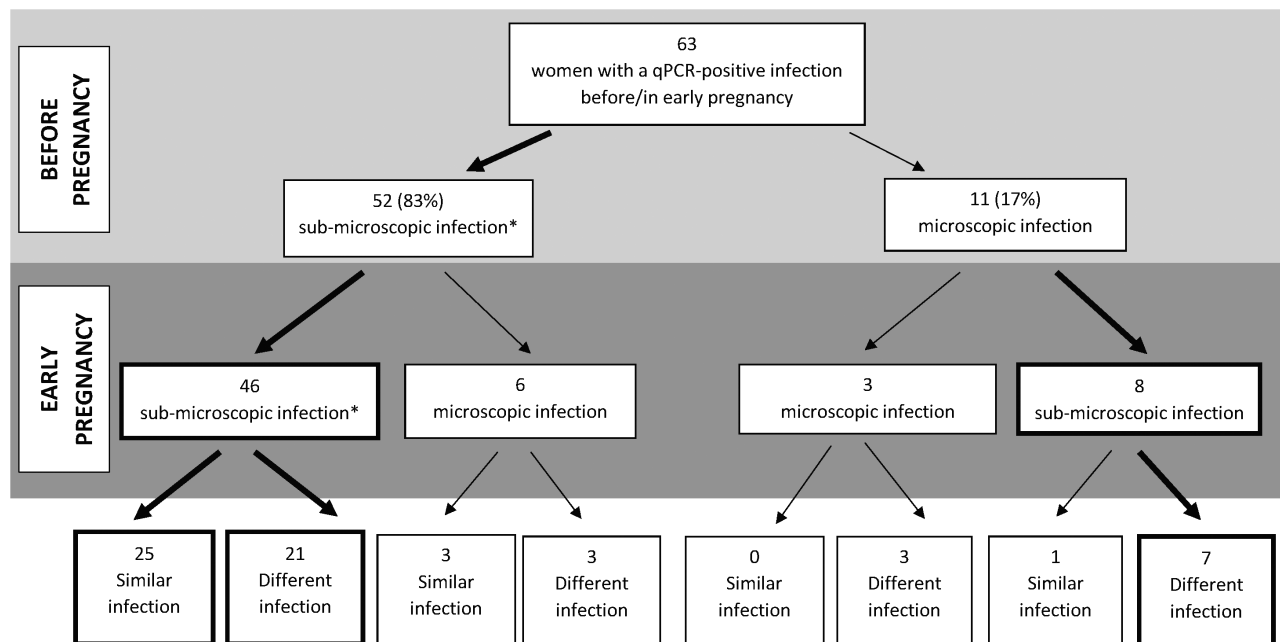 BEFORE
PREGNANCY
63
women with a qPCR-positive infection
before/in early pregnancy
52 (83%)
sub-microscopic infection*
11 (17%)
microscopic infection
EARLY
PREGNANCY
46
sub-microscopic infection*
6
microscopic infection
3
microscopic infection
8
sub-microscopic infection
25
Similar
infection
21
Different
infection
3
Similar
infection
3
Different
infection
0
Similar
infection
3
Different
infection
1
Similar
infection
7
Different
infection